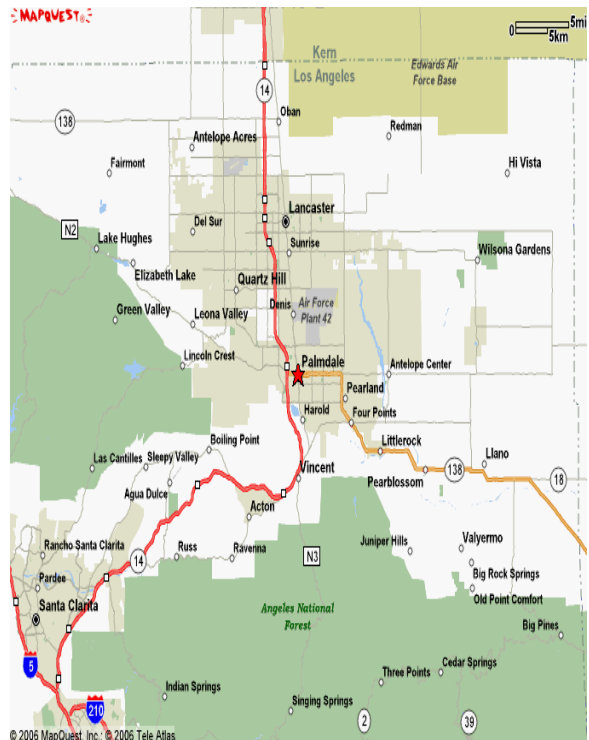 MAPQUEST®
0 5mi
5km
Kern
Los Angeles
Edwards Air
Force Base
14
Oban
138
Redman
Antelope Acres
Fairmont
Hi Vista
Lancaster
Del Sur
N2
Lake Hughes
Sunrise
Wilsona Gardens
Elizabeth Lake
Quartz Hill
Green Valley
Leona Valley
Denis
Air Force
Plant 42
Lincoln Crest
Palmdale
Antelope Center
Pearland
Harold
Four Points
Boiling Point
Littlerock
Las Cantilles
Sleepy Valley
Vincent
Llano
138
18
Agua Dulce
Pearblossom
Acton
Rancho Santa Clarita
14
Russ
Ravenna
N3
Juniper Hills
Valyermo
Pardee
Big Rock Springs
Santa Clarita
Angeles National
Forest
Old Point Comfort
Big Pines
5
Three Points
Cedar Springs
Indian Springs
Singing Springs
210
2
39
© 2006 MapQuest, Inc.; © 2006 Tele Atlas